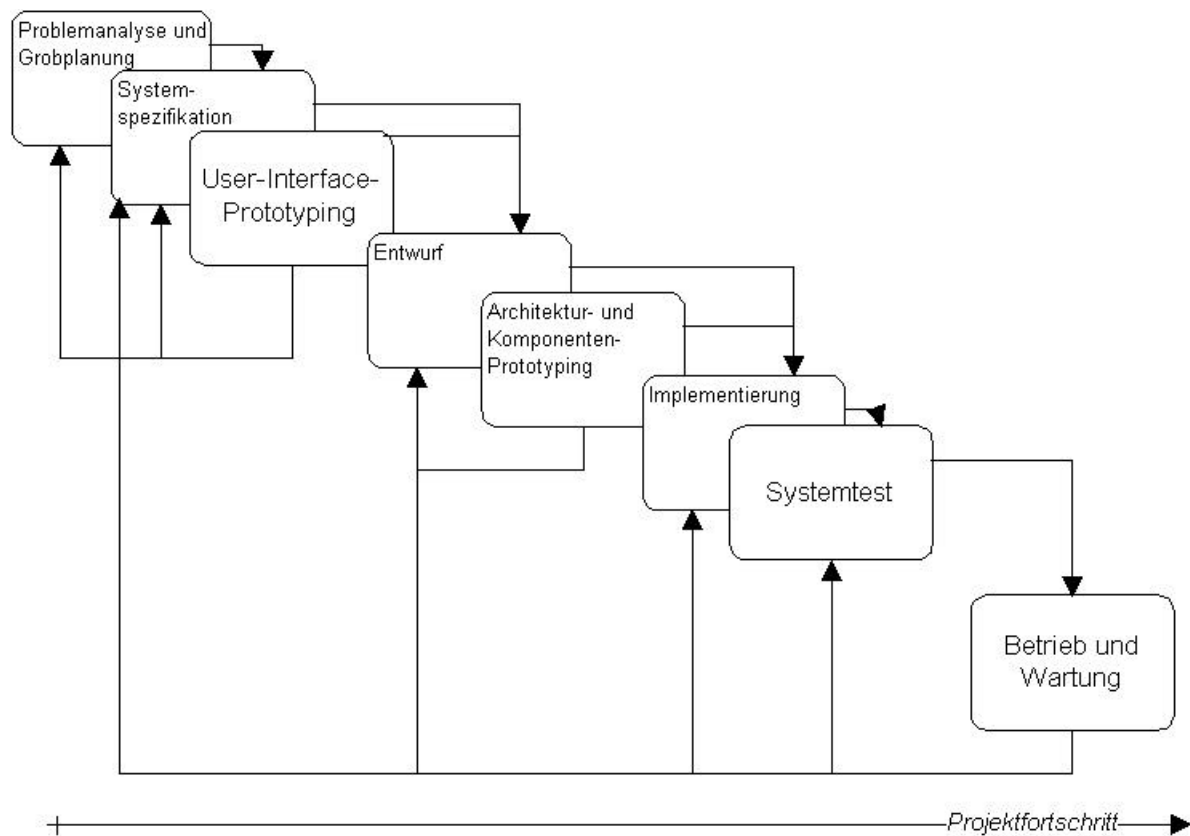 Problemanalyse und
Grobplanung
System-
spezifikation
User-Interface-
Prototyping
Entwurf
Architektur- und
Komponenten-
Prototyping
Implementierung
Systemtest
Betrieb und
Wartung
Projektfortschritt